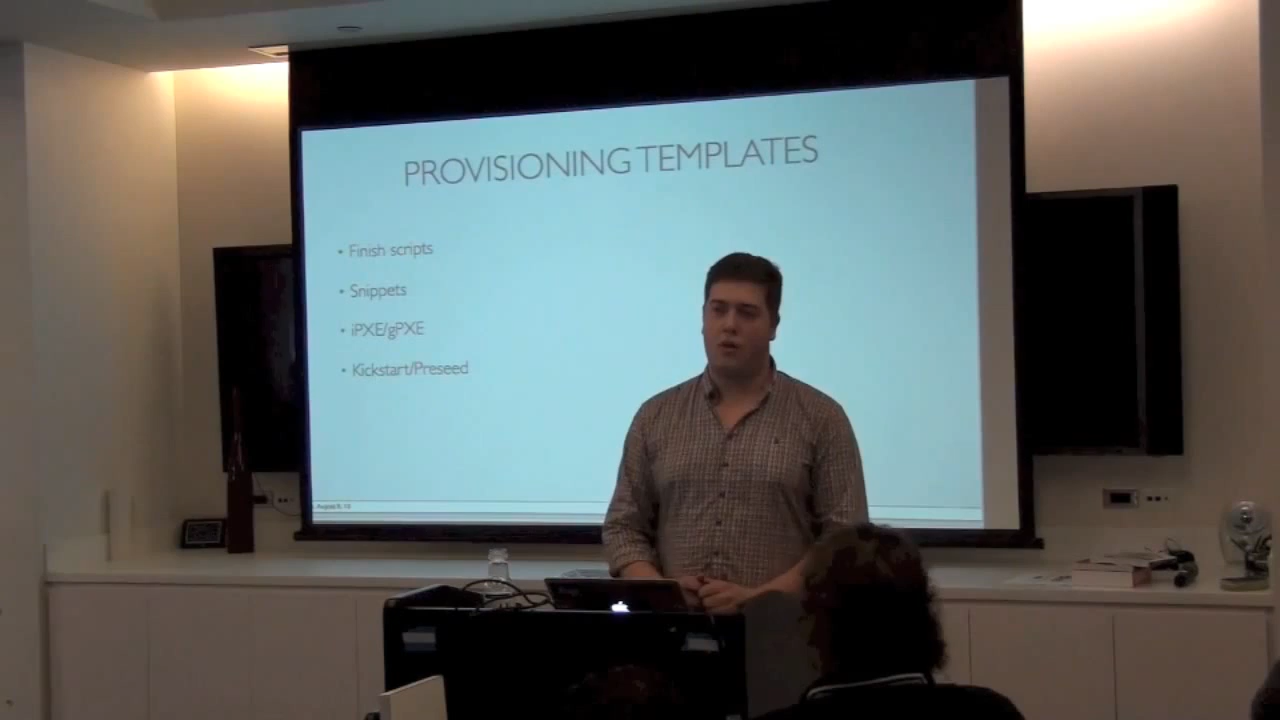 PROVISIONING TEMPLATES
• Finish scripts
• Snippets
• iPXE/gPXE
• Kickstart/Preseed